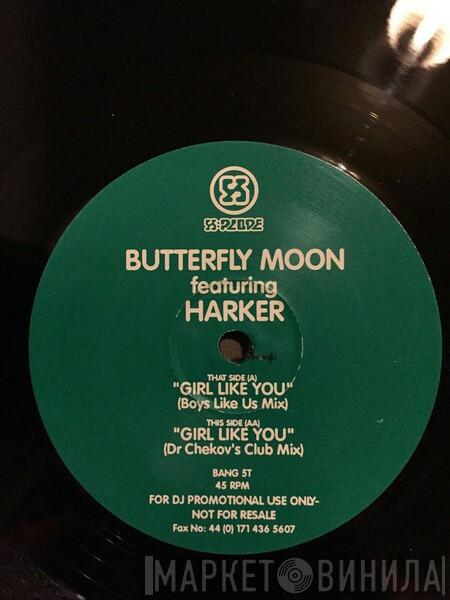 X:PLODE
BUTTERFLY MOON
featuring
HARKER
THAT SIDE (A)
"GIRL LIKE YOU"
(Boys Like Us Mix)
THIS SIDE (AA)
"GIRL LIKE YOU"
(Dr Chekov's Club Mix)
BANG 5T
45 RPM
FOR DJ PROMOTIONAL USE ONLY-
NOT FOR RESALE
Fax No: 44 (0) 171 436 5607
МАРКЕТ ВИНИЛА